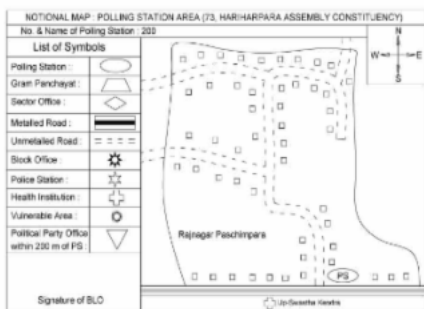 NOTIONAL MAP : POLLING STATION AREA (73, HARIHARPARA ASSEMBLY CONSTITUENCY)
No. & Name of Polling Station : 200
List of Symbols
Polling Station :
Gram Panchayat :
Sector Office :
Metalled Road :
Unmetalled Road :
Block Office :
Police Station :
Health Institution :
Vulnerable Area :
Political Party Office
within 200 m of PS :
Signature of BLO
N
W
E
S
Rajnagar Paschimpara
PS
Up-Swastha Kendra